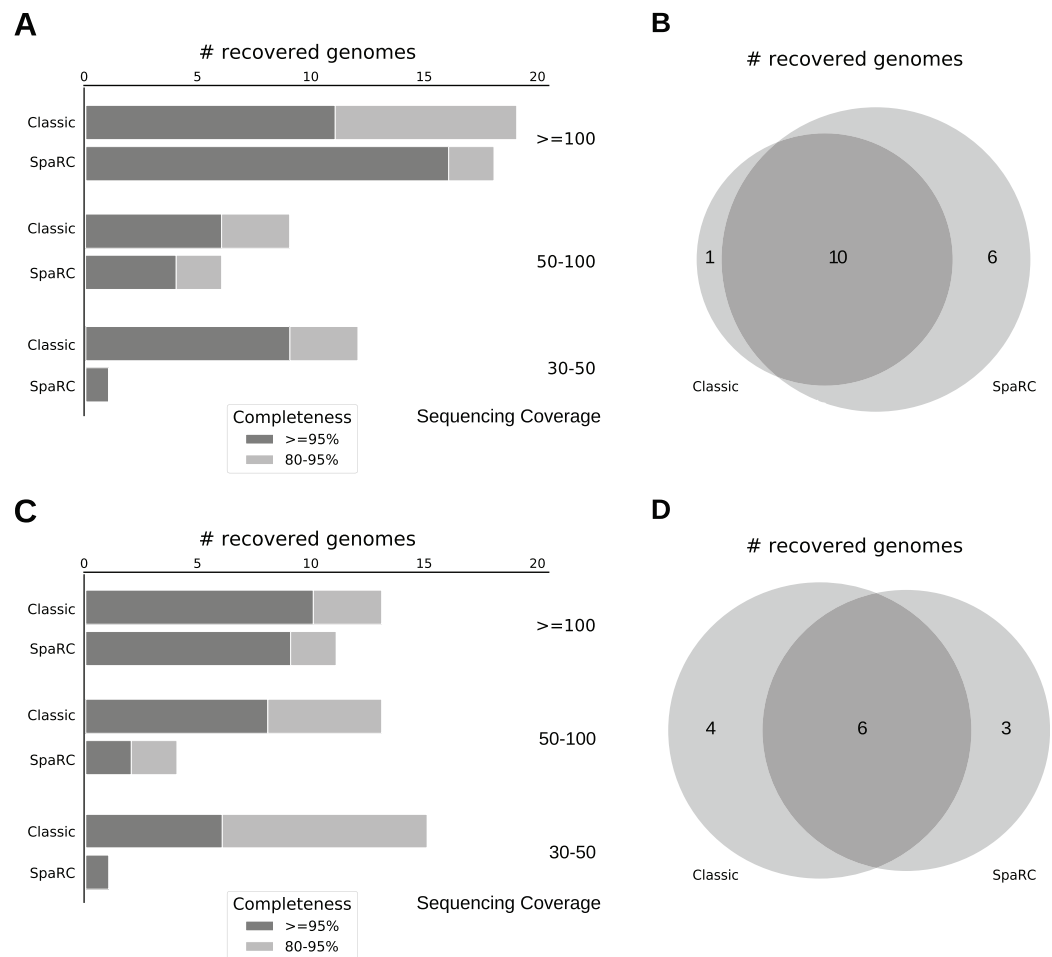 A
# recovered genomes
0 5 10 15 20
Classic
>=100
SpaRC
Classic
50-100
SpaRC
Classic
30-50
SpaRC
Sequencing Coverage
Completeness
>=95%
80-95%
B
# recovered genomes
1 10 6
Classic SpaRC
C
# recovered genomes
0 5 10 15 20
Classic
>=100
SpaRC
Classic
50-100
SpaRC
Classic
30-50
SpaRC
Sequencing Coverage
Completeness
>=95%
80-95%
D
# recovered genomes
4 6 3
Classic SpaRC